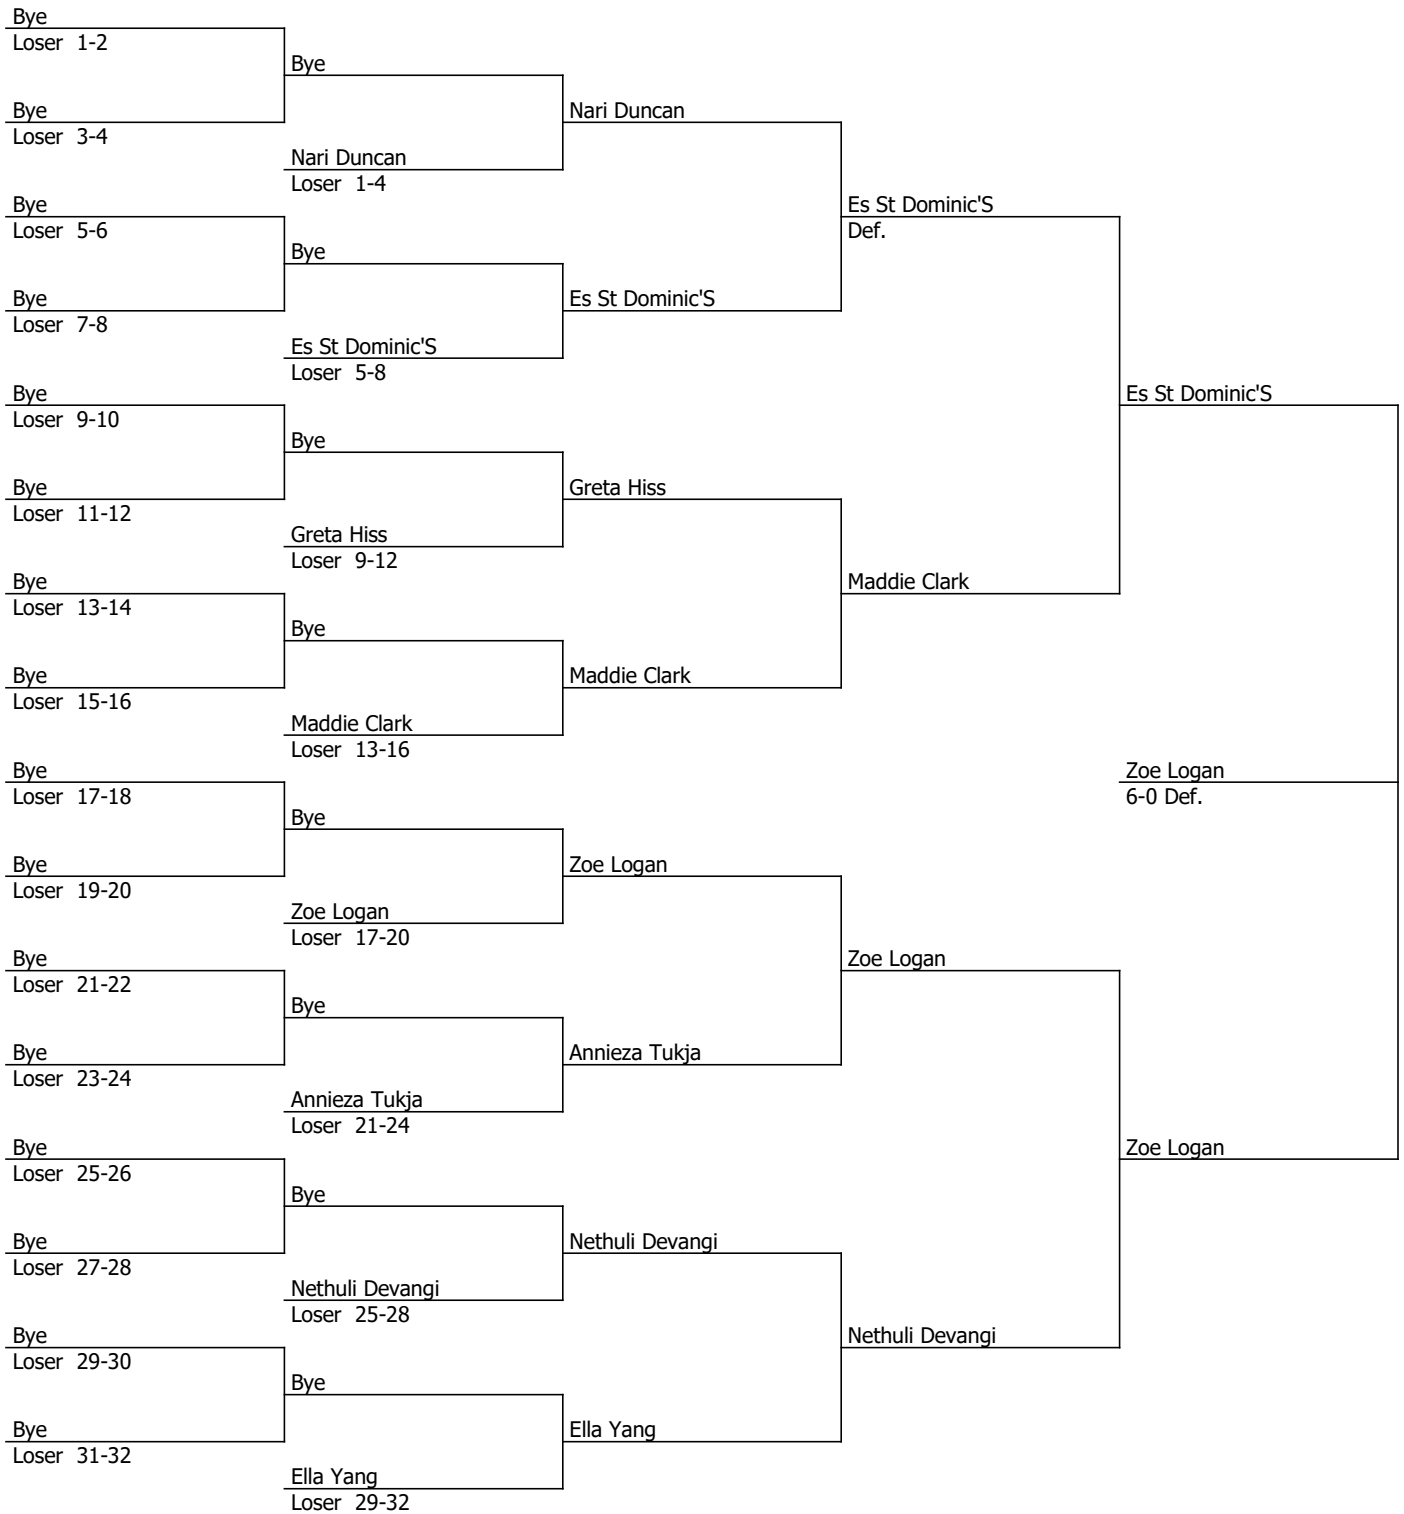 Bye
Loser 1-2
Bye
Loser 3-4
Bye
Loser 5-6
Bye
Loser 7-8
Bye
Loser 9-10
Bye
Loser 11-12
Bye
Loser 13-14
Bye
Loser 15-16
Bye
Loser 17-18
Bye
Loser 19-20
Bye
Loser 21-22
Bye
Loser 23-24
Bye
Loser 25-26
Bye
Loser 27-28
Bye
Loser 29-30
Bye
Loser 31-32
Bye
Nari Duncan
Loser 1-4
Bye
Es St Dominic'S
Loser 5-8
Bye
Greta Hiss
Loser 9-12
Bye
Maddie Clark
Loser 13-16
Bye
Zoe Logan
Loser 17-20
Bye
Annieza Tukja
Loser 21-24
Bye
Nethuli Devangi
Loser 25-28
Bye
Ella Yang
Loser 29-32
Nari Duncan
Es St Dominic'S
Greta Hiss
Maddie Clark
Zoe Logan
Annieza Tukja
Nethuli Devangi
Ella Yang
Es St Dominic'S
Def.
Maddie Clark
Zoe Logan
Nethuli Devangi
Es St Dominic'S
Zoe Logan
6-0 Def.
Zoe Logan